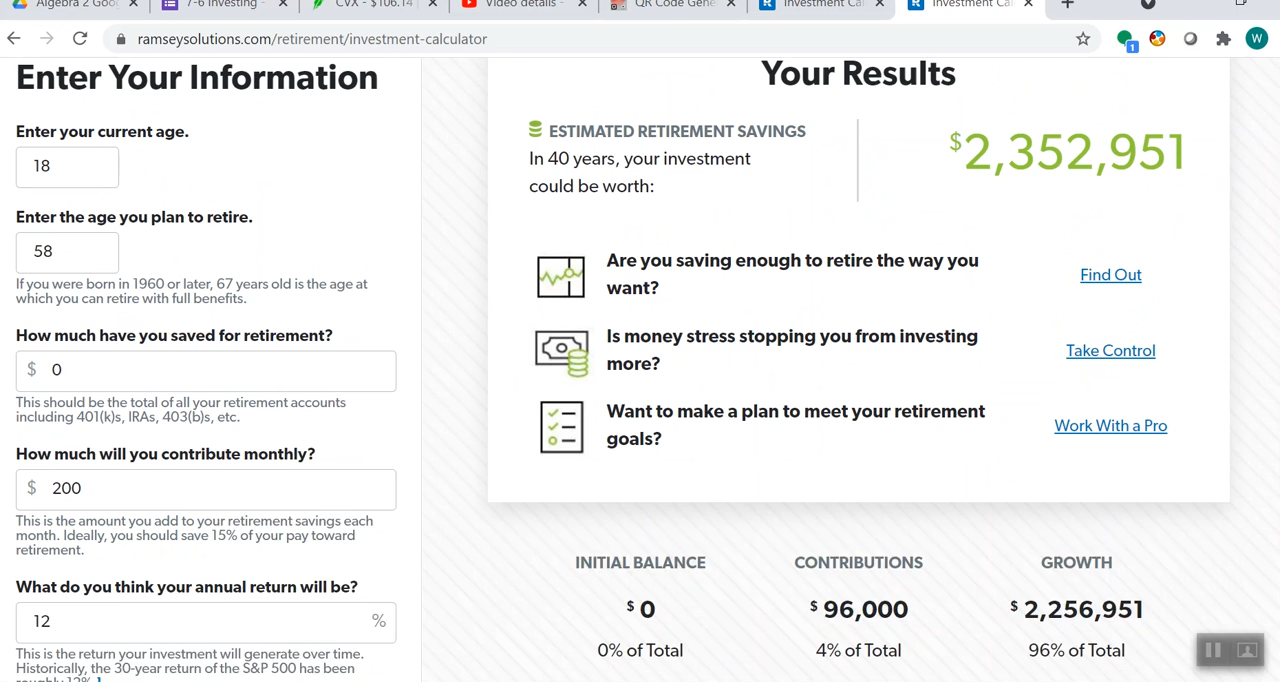 Algebra 2 Goo
7-6 Investing -
CVX - $106.14
Video details -
QR Code Gene
Investment Ca
Investment Ca
ramseysolutions.com/retirement/investment-calculator
1
W
Enter Your Information
Enter your current age.
18
Enter the age you plan to retire.
58
If you were born in 1960 or later, 67 years old is the age at
which you can retire with full benefits.
How much have you saved for retirement?
$ 0
This should be the total of all your retirement accounts
including 401(k)s, IRAs, 403(b)s, etc.
How much will you contribute monthly?
$ 200
This is the amount you add to your retirement savings each
month. Ideally, you should save 15% of your pay toward
retirement.
What do you think your annual return will be?
12 %
This is the return your investment will generate over time.
Historically, the 30-year return of the S&P 500 has been
roughly 12%.
Your Results
ESTIMATED RETIREMENT SAVINGS
In 40 years, your investment
could be worth:
$2,352,951
Are you saving enough to retire the way you
want?
Find Out
Is money stress stopping you from investing
more?
Take Control
Want to make a plan to meet your retirement
goals?
Work With a Pro
INITIAL BALANCE
$ 0
0% of Total
CONTRIBUTIONS
$ 96,000
4% of Total
GROWTH
$ 2,256,951
96% of Total